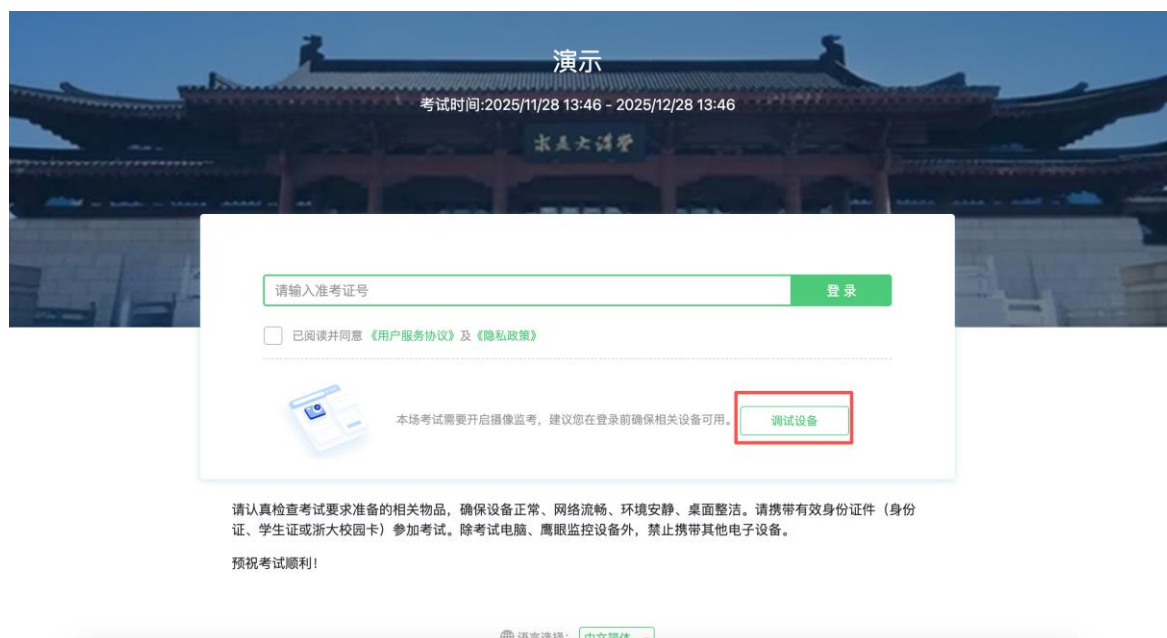 演示
考试时间:2025/11/28 13:46 - 2025/12/28 13:46
求是大讲堂
请输入准考证号
登 录
已阅读并同意 《用户服务协议》及《隐私政策》
本场考试需要开启摄像监考，建议您在登录前确保相关设备可用。
调试设备
请认真检查考试要求准备的相关物品，确保设备正常、网络流畅、环境安静、桌面整洁。请携带有效身份证件（身份
证、学生证或浙大校园卡）参加考试。除考试电脑、鹰眼监控设备外，禁止携带其他电子设备。
预祝考试顺利！
语言选择： 中文简体